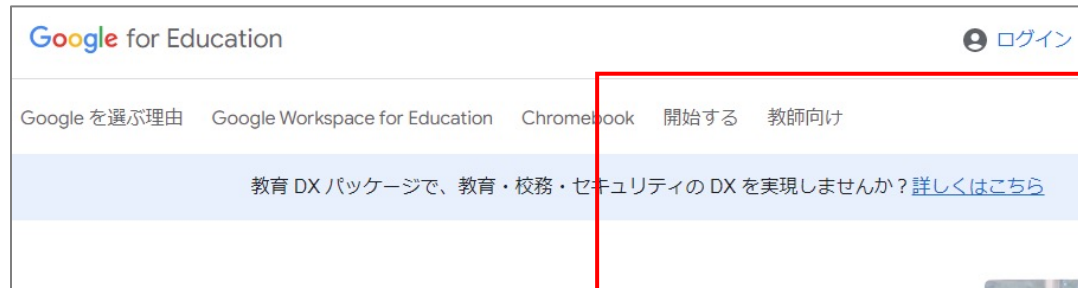 Google for Education
ログイン
Google を選ぶ理由 Google Workspace for Education Chromebook 開始する 教師向け
教育 DX パッケージで、教育・校務・セキュリティの DX を実現しませんか？詳しくはこちら